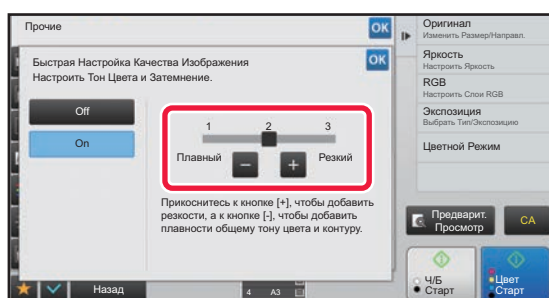 Прочие
OK
Быстрая Настройка Качества Изображения
Настроить Тон Цвета и Затемнение.
OK
Off
On
1 2 3
Плавный - + Резкий
Прикоснитесь к кнопке [+], чтобы добавить
резкости, а к кнопке [-], чтобы добавить
плавности общему тону цвета и контуру.
Назад
4 A3
Оригинал
Изменить Размер/Направл.
Яркость
Настроить Яркость
RGB
Настроить Слои RGB
Экспозиция
Выбрать Тип/Экспозицию
Цветной Режим
Предварит.
Просмотр
CA
Ч/Б
Старт
Цвет
Старт